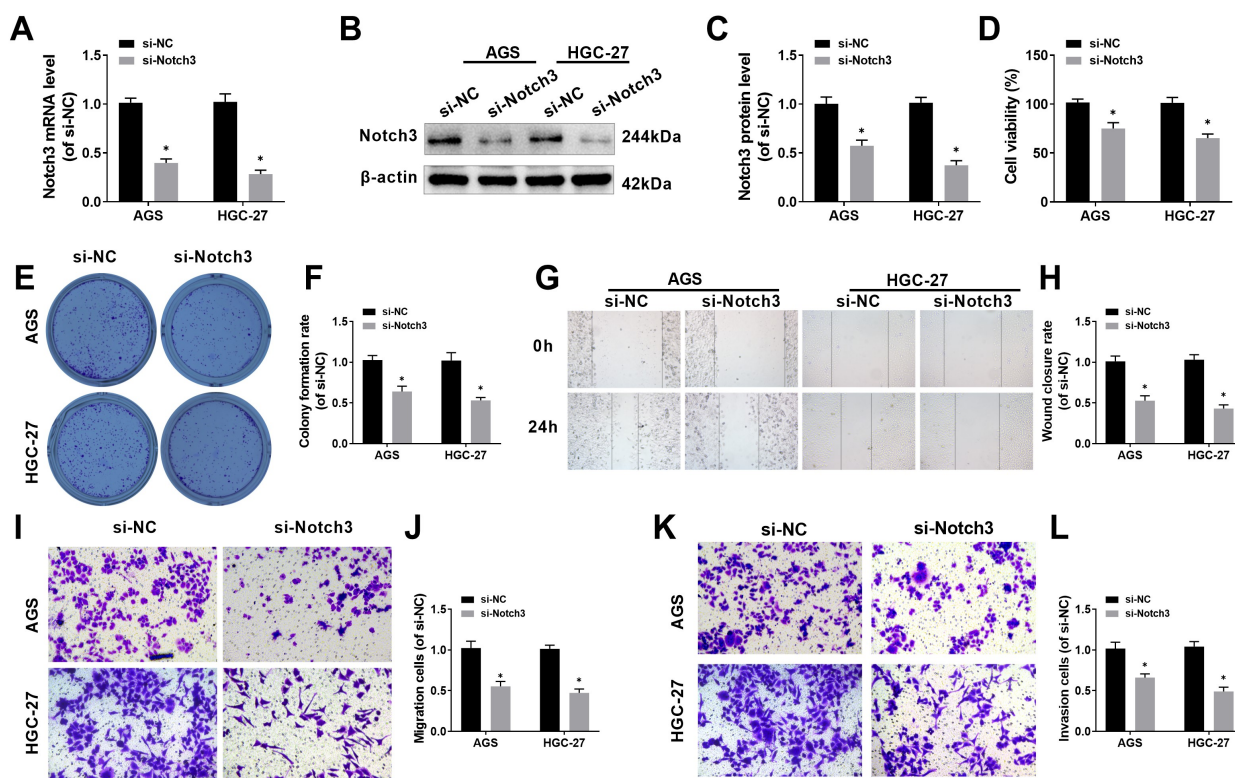 A
si-NC
si-Notch3
Notch3 mRNA level
(of si-NC)
1.5
1.0
0.5
0.0
*
*
AGS
HGC-27
B
AGS
HGC-27
si-NC
si-Notch3
si-NC
si-Notch3
Notch3
244kDa
β-actin
42kDa
C
si-NC
si-Notch3
Notch3 protein level
(of si-NC)
1.5
1.0
0.5
0.0
*
*
AGS
HGC-27
D
si-NC
si-Notch3
Cell viability (%)
150
100
50
0
*
*
AGS
HGC-27
E
si-NC
si-Notch3
AGS
HGC-27
F
si-NC
si-Notch3
Colony formation rate
(of si-NC)
1.5
1.0
0.5
0.0
*
*
AGS
HGC-27
G
AGS
HGC-27
si-NC
si-Notch3
si-NC
si-Notch3
0h
24h
H
si-NC
si-Notch3
Wound closure rate
(of si-NC)
1.5
1.0
0.5
0.0
*
*
AGS
HGC-27
I
si-NC
si-Notch3
AGS
HGC-27
J
si-NC
si-Notch3
Migration cells (of si-NC)
1.5
1.0
0.5
0.0
*
*
AGS
HGC-27
K
si-NC
si-Notch3
AGS
HGC-27
L
si-NC
si-Notch3
Invasion cells (of si-NC)
1.5
1.0
0.5
0.0
*
*
AGS
HGC-27